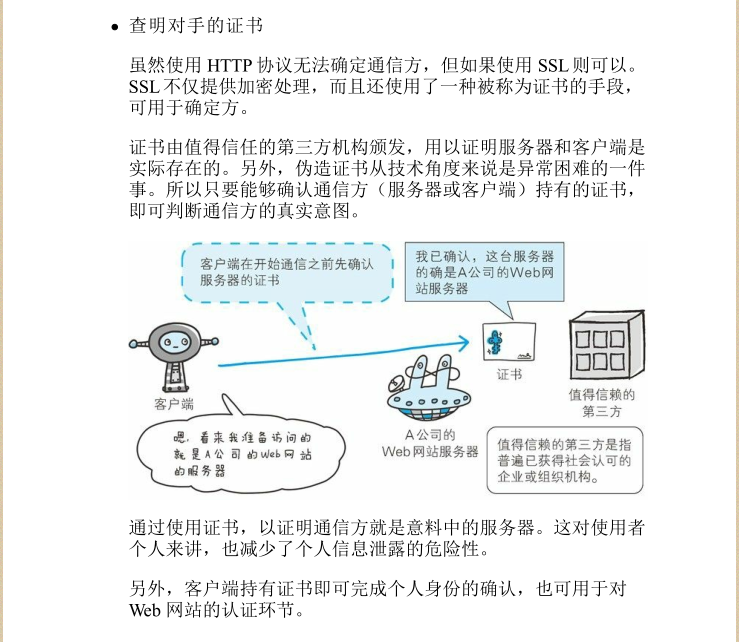 • 查明对手的证书
虽然使用 HTTP 协议无法确定通信方，但如果使用 SSL 则可以。
SSL 不仅提供加密处理，而且还使用了一种被称为证书的手段，
可用于确定方。
证书由值得信任的第三方机构颁发，用以证明服务器和客户端是
实际存在的。另外，伪造证书从技术角度来说是异常困难的一件
事。所以只要能够确认通信方（服务器或客户端）持有的证书，
即可判断通信方的真实意图。
客户端在开始通信之前先确认
服务器的证书
我已确认，这台服务器
的确是A公司的Web网
站服务器
客户端
证书
值得信赖的
第三方
嗯，看来我准备访问的
就是A公司的Web网站
的服务器
A公司的
Web网站服务器
值得信赖的第三方是指
普遍已获得社会认可的
企业或组织机构。
通过使用证书，以证明通信方就是意料中的服务器。这对使用者
个人来讲，也减少了个人信息泄露的危险性。
另外，客户端持有证书即可完成个人身份的确认，也可用于对
Web 网站的认证环节。